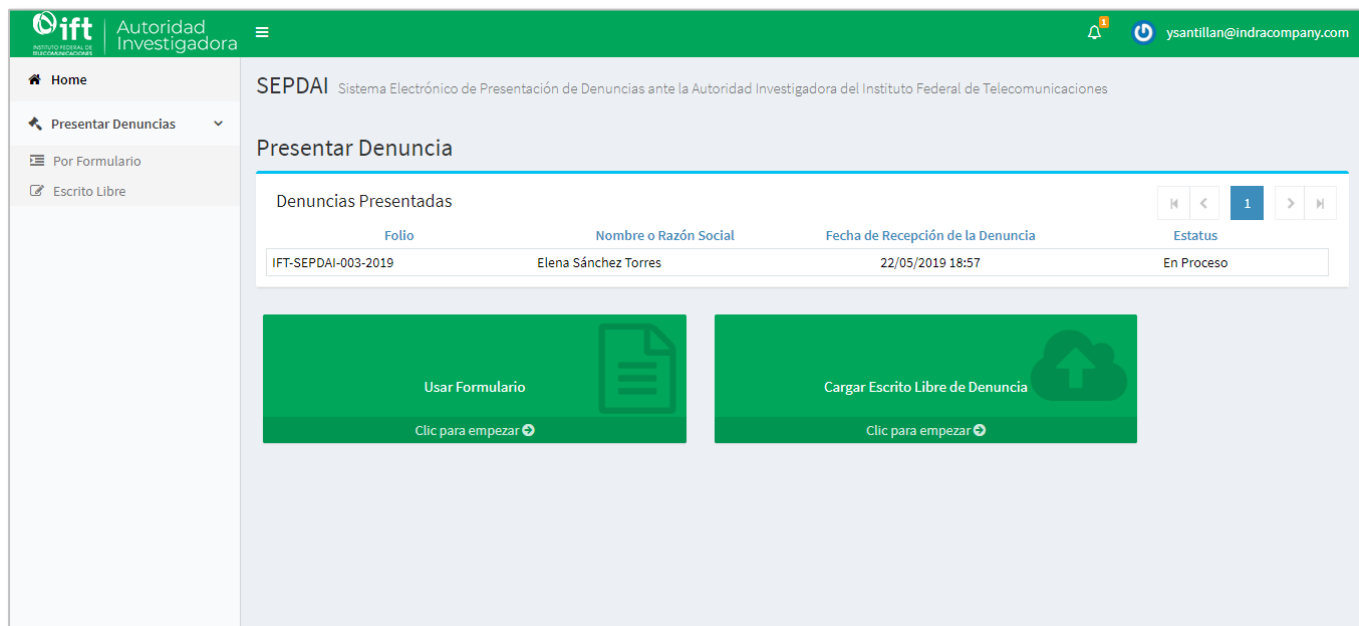 ift
INSTITUTO FEDERAL DE
TELECOMUNICACIONES
Autoridad
Investigadora
1
ysantillan@indracompany.com
Home
Presentar Denuncias
Por Formulario
Escrito Libre
SEPDAI Sistema Electrónico de Presentación de Denuncias ante la Autoridad Investigadora del Instituto Federal de Telecomunicaciones
Presentar Denuncia
Denuncias Presentadas
1
Folio Nombre o Razón Social Fecha de Recepción de la Denuncia Estatus
IFT-SEPDAI-003-2019 Elena Sánchez Torres 22/05/2019 18:57 En Proceso
Usar Formulario
Clic para empezar
Cargar Escrito Libre de Denuncia
Clic para empezar